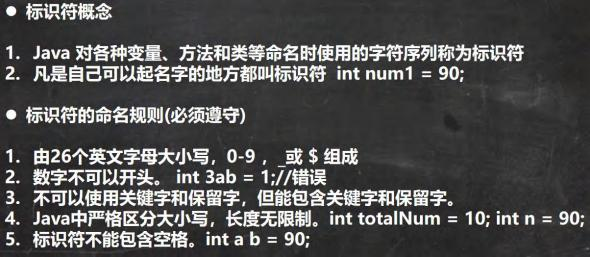 ● 标识符概念
1. Java 对各种变量、方法和类等命名时使用的字符序列称为标识符
2. 凡是自己可以起名字的地方都叫标识符 int num1 = 90;
● 标识符的命名规则(必须遵守)
1. 由26个英文字母大小写，0-9 ，_或 $ 组成
2. 数字不可以开头。 int 3ab = 1;//错误
3. 不可以使用关键字和保留字，但能包含关键字和保留字。
4. Java中严格区分大小写，长度无限制。int totalNum = 10; int n = 90;
5. 标识符不能包含空格。int a b = 90;